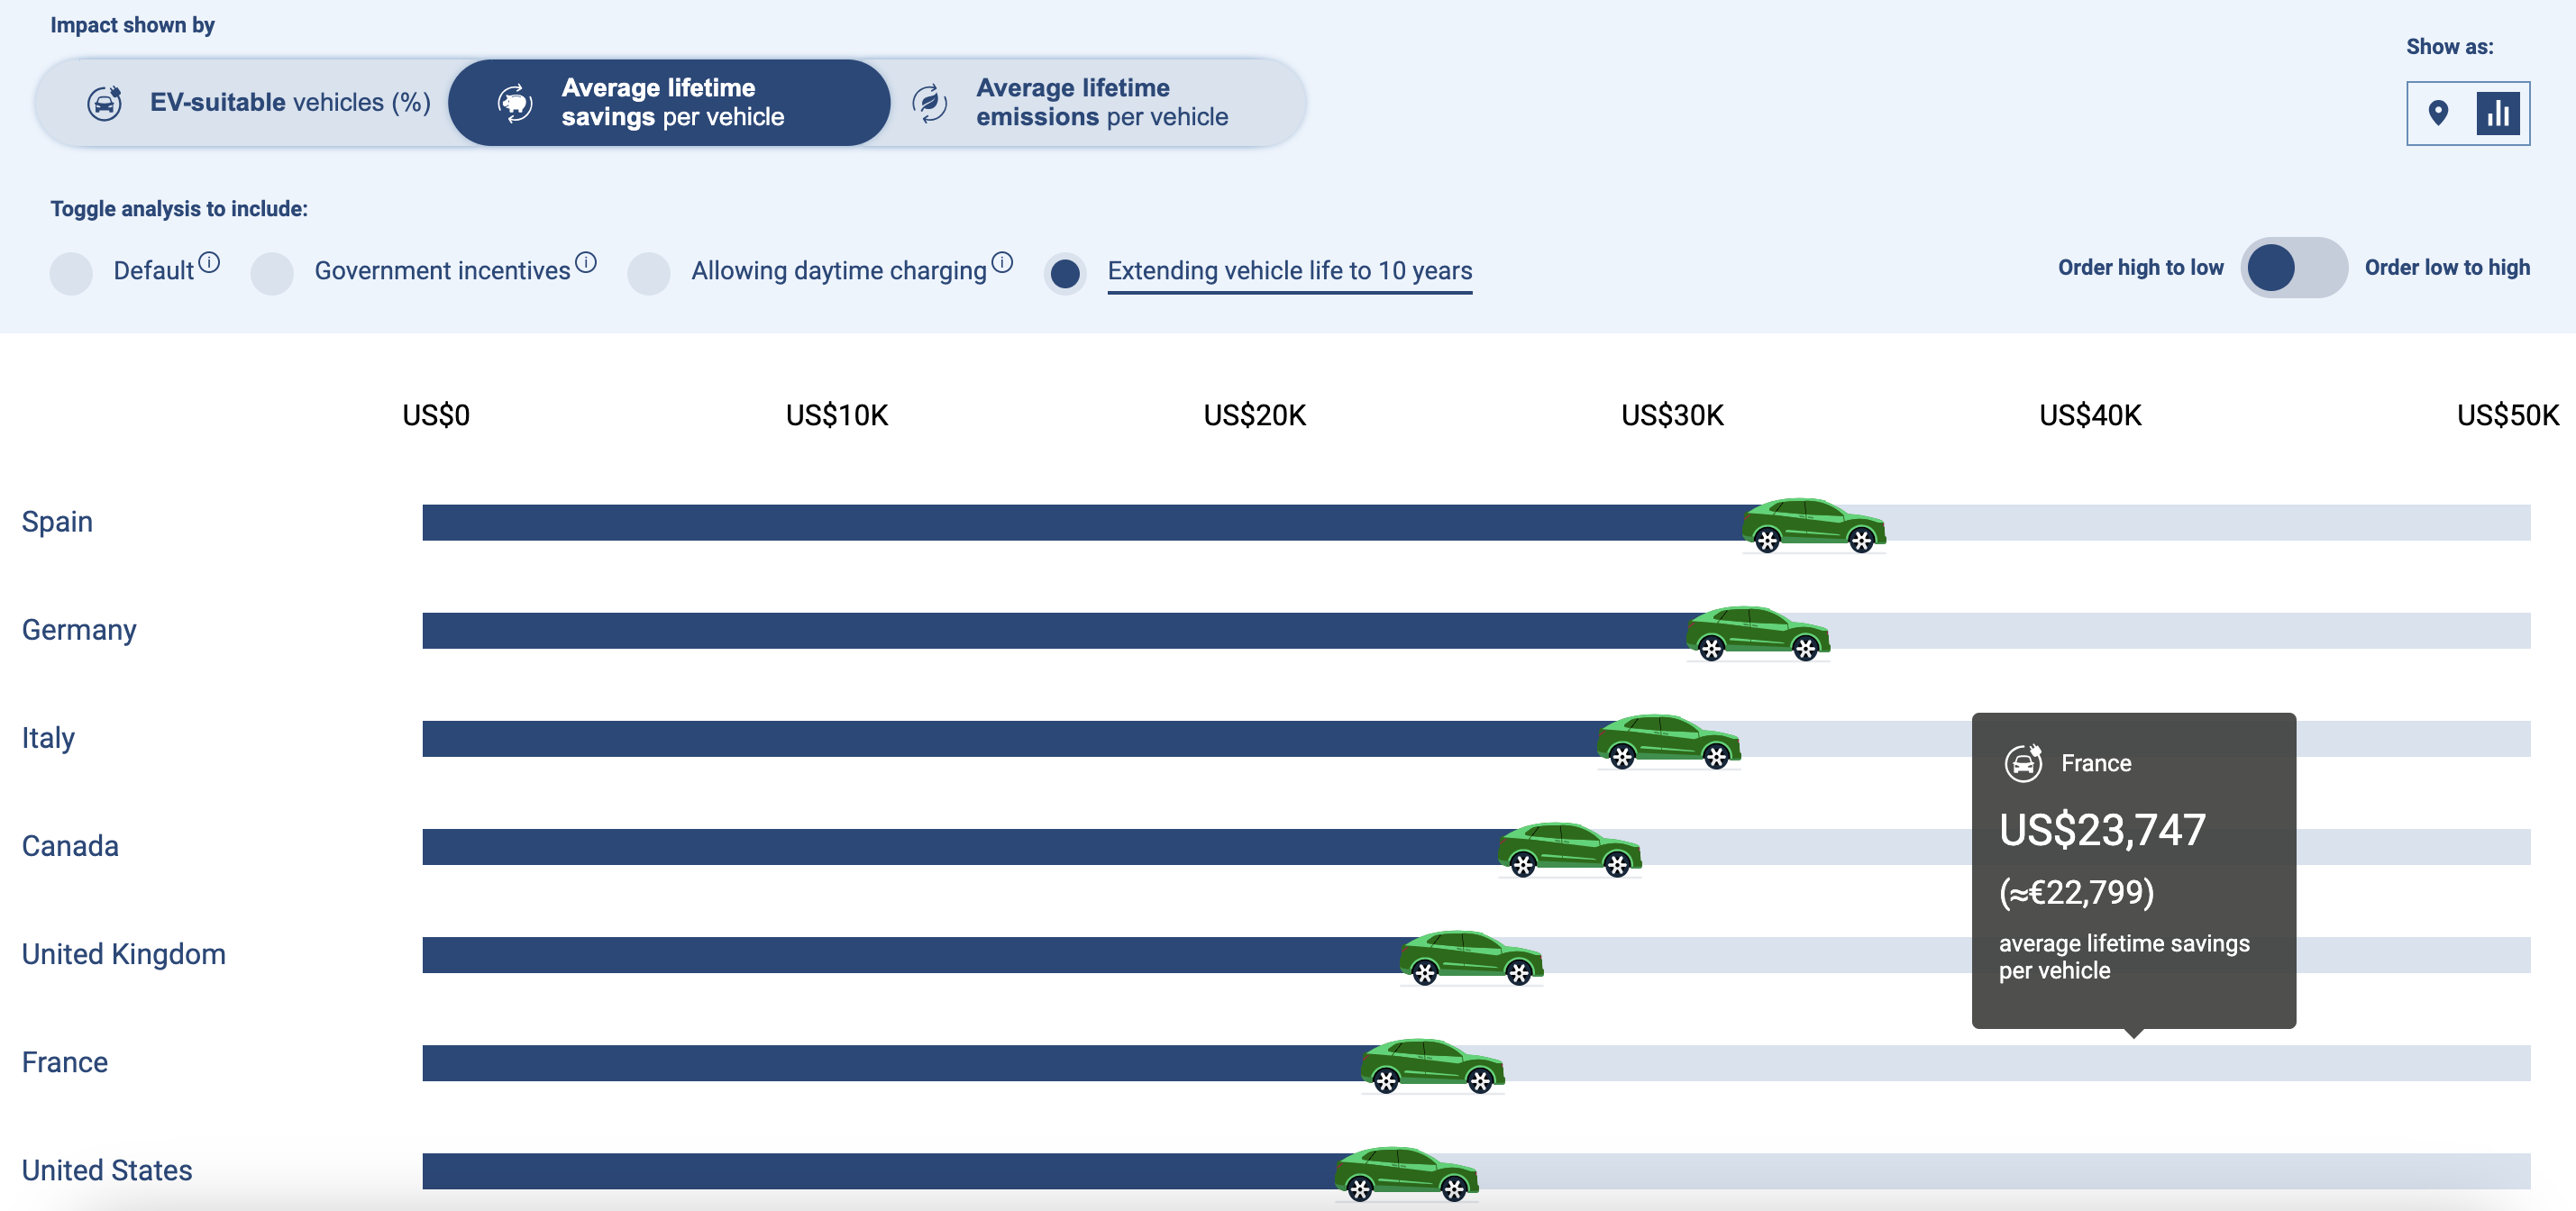 Impact shown by
Show as:
EV-suitable vehicles (%)
Average lifetime
savings per vehicle
Average lifetime
emissions per vehicle
Toggle analysis to include:
Default
Government incentives
Allowing daytime charging
Extending vehicle life to 10 years
Order high to low
Order low to high
US$0 US$10K US$20K US$30K US$40K US$50K
Spain
Germany
Italy
Canada
United Kingdom
France
United States
France
US$23,747
(≈€22,799)
average lifetime savings
per vehicle